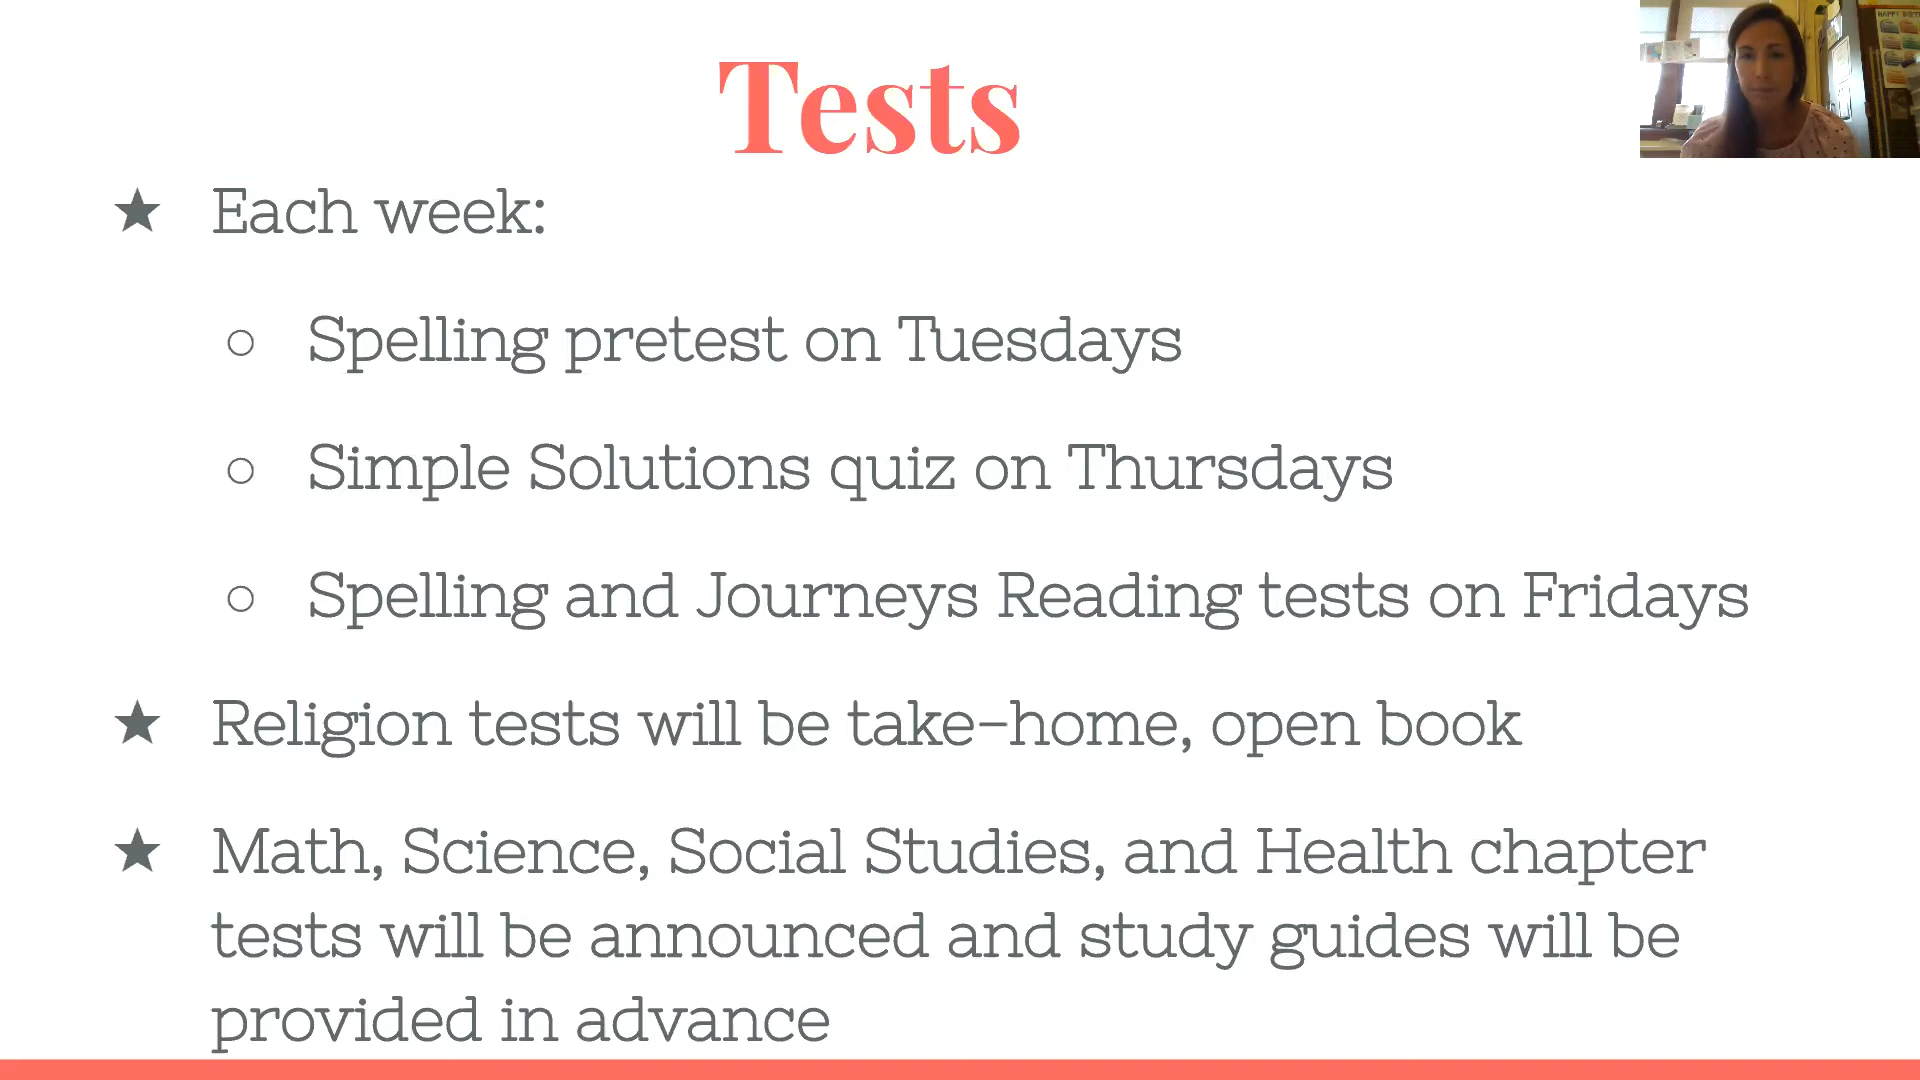 Tests
★ Each week:
○ Spelling pretest on Tuesdays
○ Simple Solutions quiz on Thursdays
○ Spelling and Journeys Reading tests on Fridays
★ Religion tests will be take-home, open book
★ Math, Science, Social Studies, and Health chapter
tests will be announced and study guides will be
provided in advance